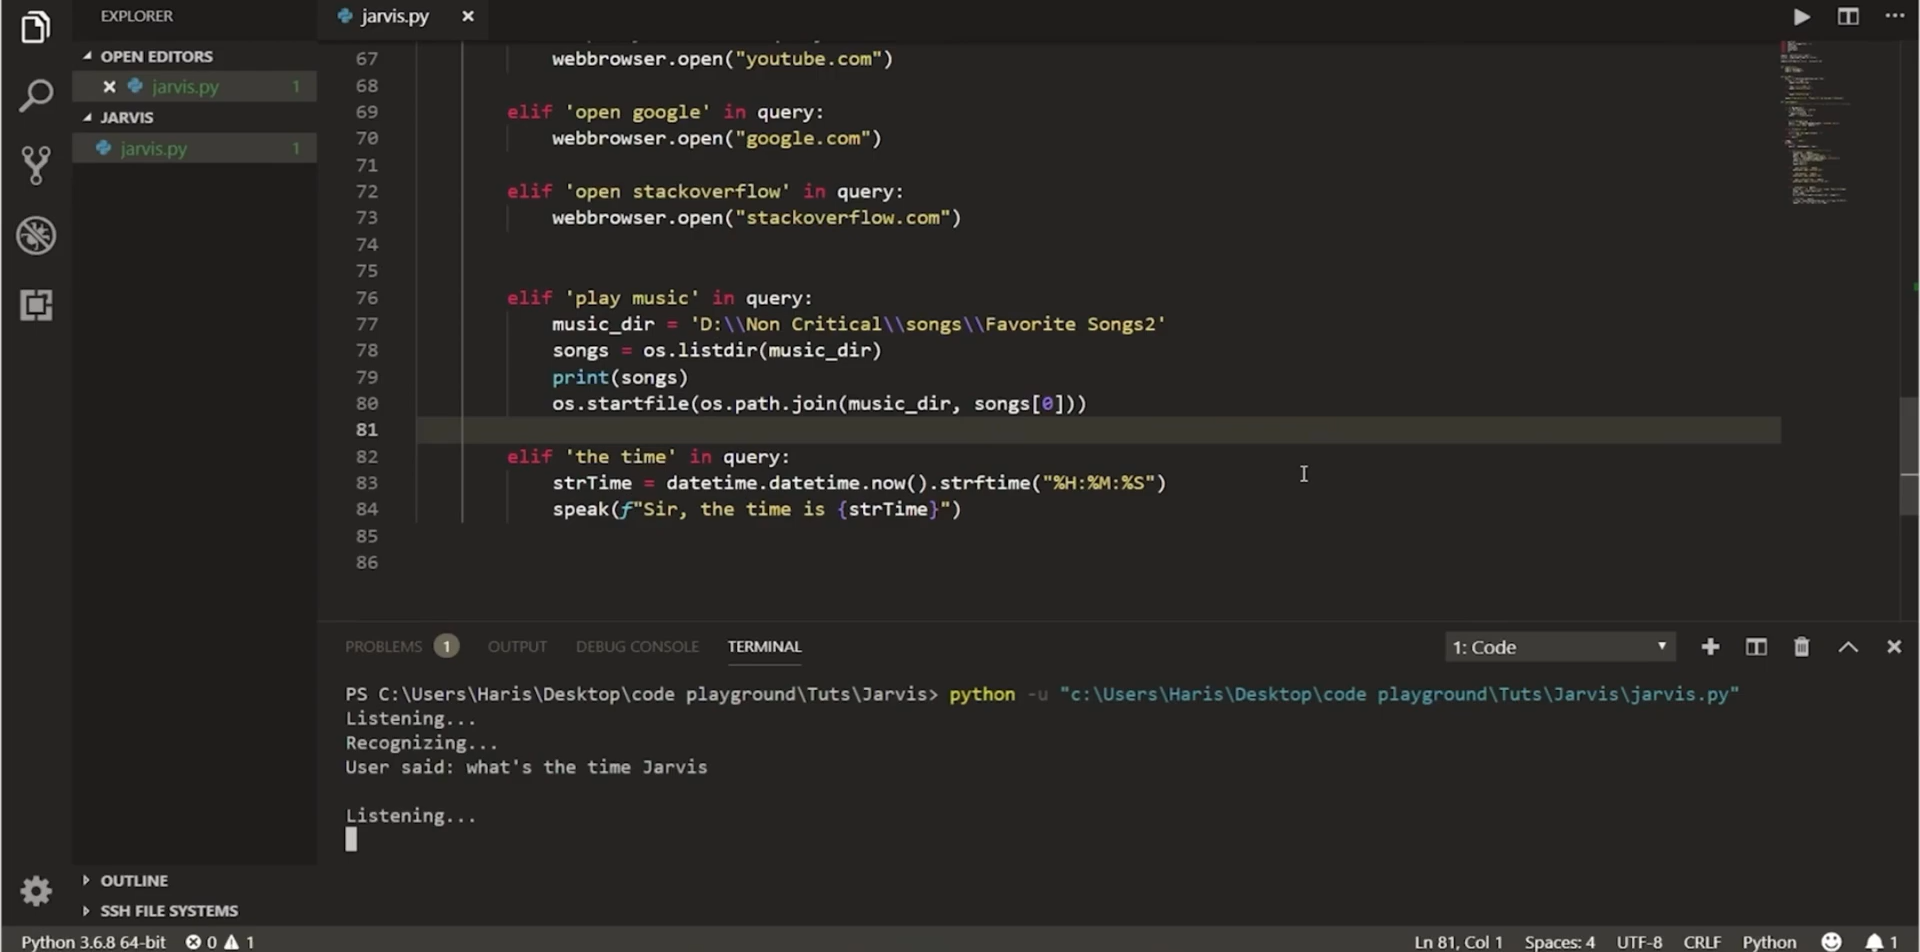 EXPLORER
OPEN EDITORS
jarvis.py 1
JARVIS
jarvis.py 1
OUTLINE
SSH FILE SYSTEMS
jarvis.py
67 webbrowser.open("youtube.com")
68
69 elif 'open google' in query:
70 webbrowser.open("google.com")
71
72 elif 'open stackoverflow' in query:
73 webbrowser.open("stackoverflow.com")
74
75
76 elif 'play music' in query:
77 music_dir = 'D:\\Non Critical\\songs\\Favorite Songs2'
78 songs = os.listdir(music_dir)
79 print(songs)
80 os.startfile(os.path.join(music_dir, songs[0]))
81
82 elif 'the time' in query:
83 strTime = datetime.datetime.now().strftime("%H:%M:%S")
84 speak(f"Sir, the time is {strTime}")
85
86
PROBLEMS 1 OUTPUT DEBUG CONSOLE TERMINAL 1: Code
PS C:\Users\Haris\Desktop\code playground\Tuts\Jarvis> python -u "c:\Users\Haris\Desktop\code playground\Tuts\Jarvis\jarvis.py"
Listening...
Recognizing...
User said: what's the time Jarvis
Listening...
Python 3.6.8 64-bit 0 1 Ln 81, Col 1 Spaces: 4 UTF-8 CRLF Python 1